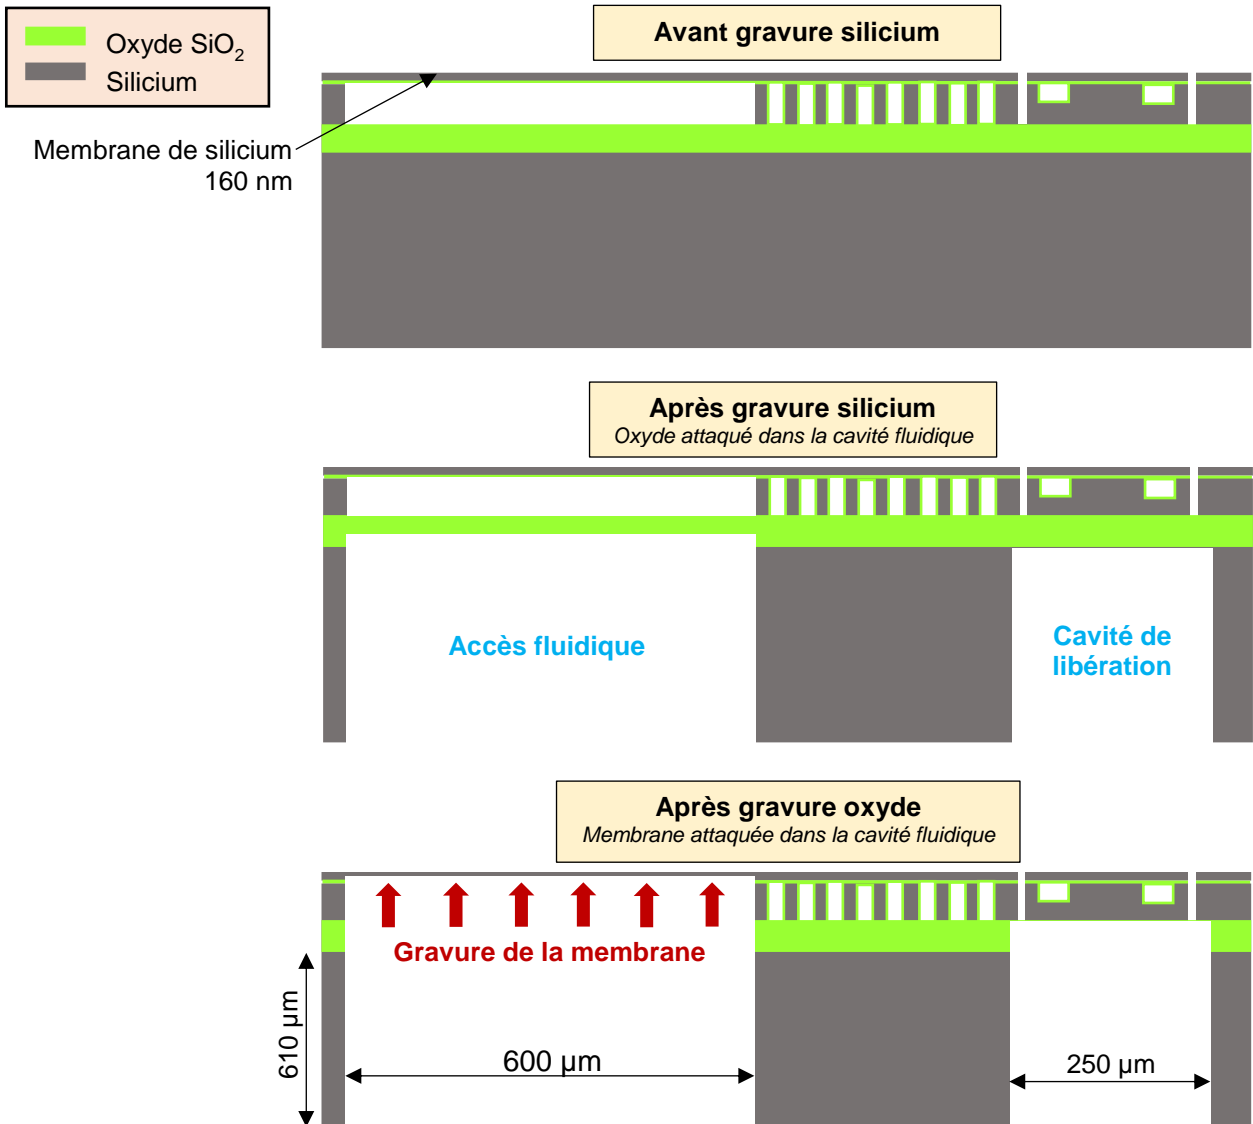 Oxyde SiO2
Silicium
Avant gravure silicium
Membrane de silicium
160 nm
Après gravure silicium
Oxyde attaqué dans la cavité fluidique
Accès fluidique
Cavité de
libération
Après gravure oxyde
Membrane attaquée dans la cavité fluidique
Gravure de la membrane
610 µm
600 µm
250 µm